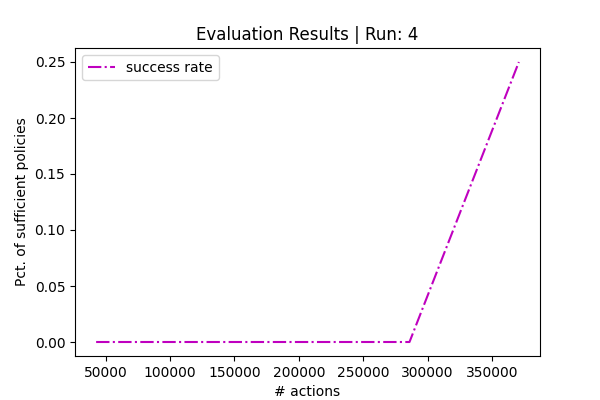 Evaluation Results | Run: 4
success rate
Pct. of sufficient policies
0.25
0.20
0.15
0.10
0.05
0.00
50000 100000 150000 200000 250000 300000 350000
# actions